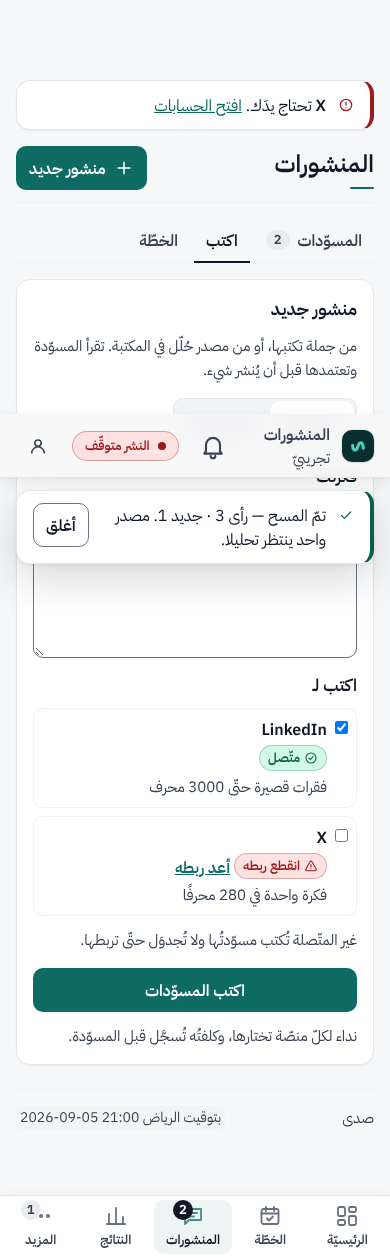 X تحتاج يدَك. افتح الحسابات
المنشورات
منشور جديد
المسوّدات 2
اكتب
الخطّة
منشور جديد
من جملة تكتبها، أو من مصدر حُلّل في المكتبة. تقرأ المسوّدة
وتعتمدها قبل أن يُنشر شيء.
المنشورات
تجريبيّ
النشر متوقّف
تمّ المسح — رأى 3 · جديد 1. مصدر
واحد ينتظر تحليلا.
أغلق
اكتب لـ
LinkedIn
متّصل
فقرات قصيرة حتّى 3000 محرف
X
انقطع ربطه أعد ربطه
فكرة واحدة في 280 محرفًا
غير المتّصلة تُكتب مسوّدتُها ولا تُجدوَل حتّى تربطها.
اكتب المسوّدات
نداء لكلّ منصّة تختارها، وكلفتُه تُسجَّل قبل المسوّدة.
صدى
بتوقيت الرياض 21:00 2026-09-05
الرئيسيّة
الخطّة
2
المنشورات
النتائج
1
المزيد